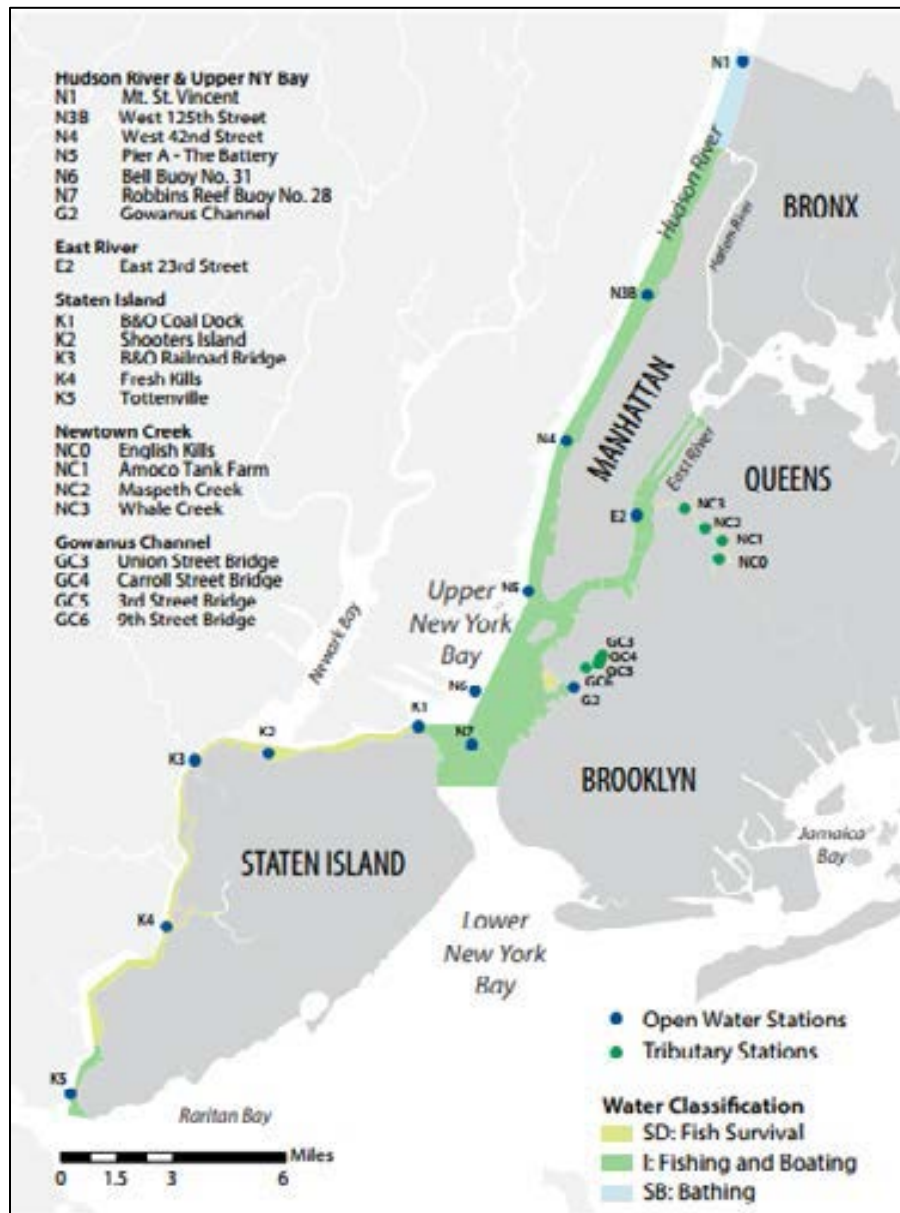 Hudson River & Upper NY Bay
N1 Mt. St. Vincent
N3B West 125th Street
N4 West 42nd Street
N5 Pier A - The Battery
N6 Bell Buoy No. 31
N7 Robbins Reef Buoy No. 28
G2 Gowanus Channel
East River
E2 East 23rd Street
Staten Island
K1 B&O Coal Dock
K2 Shooters Island
K3 B&O Railroad Bridge
K4 Fresh Kills
K5 Tottenville
Newtown Creek
NC0 English Kills
NC1 Amoco Tank Farm
NC2 Maspeth Creek
NC3 Whale Creek
Gowanus Channel
GC3 Union Street Bridge
GC4 Carroll Street Bridge
GC5 3rd Street Bridge
GC6 9th Street Bridge
N1
Hudson River
BRONX
Harlem River
N3B
MANHATTAN
N4
East River
QUEENS
E2
NC3
NC2
NC1
NC0
N5
Upper
New York
Bay
Newark Bay
GC3
GC4
GC5
GC6
G2
N6
K1
N7
K2
K3
BROOKLYN
Jamaica
Bay
STATEN ISLAND
K4
Lower
New York
Bay
K5
Raritan Bay
Open Water Stations
Tributary Stations
Water Classification
SD: Fish Survival
I: Fishing and Boating
SB: Bathing
Miles
0 1.5 3 6